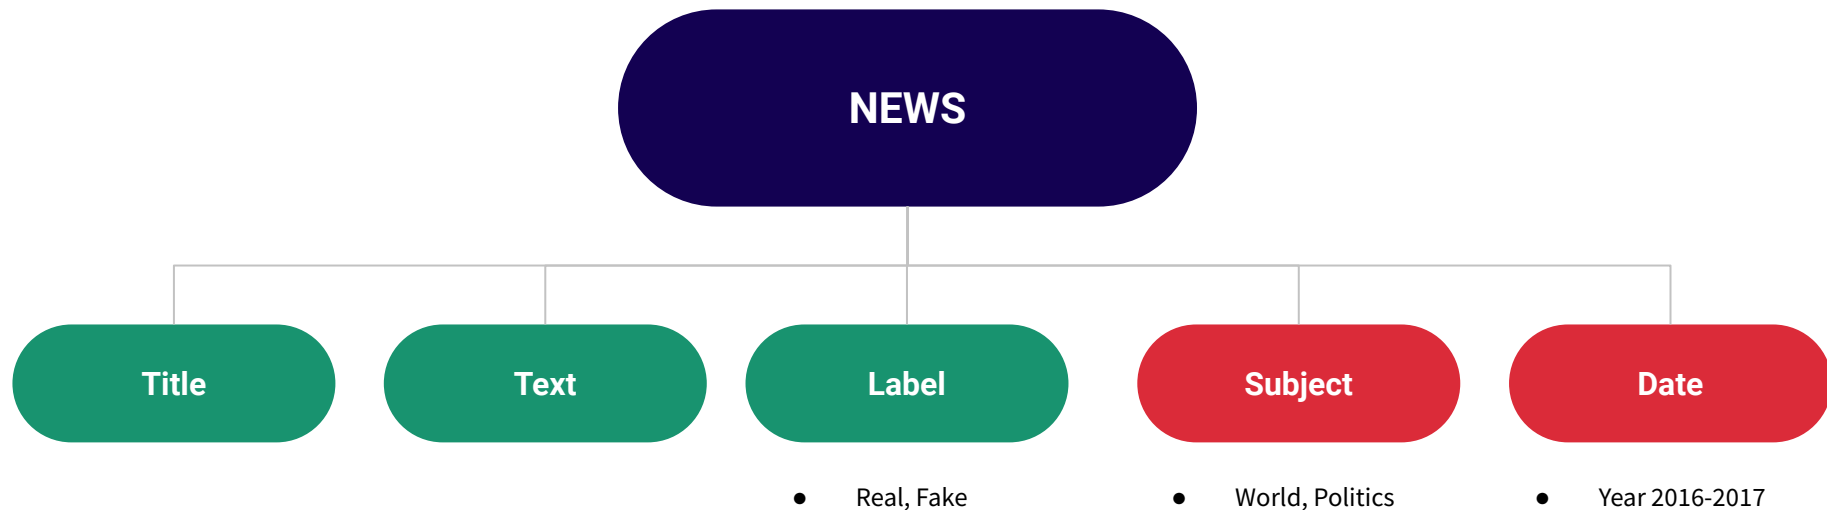 NEWS
Title
Text
Label
Subject
Date
● Real, Fake
● World, Politics
● Year 2016-2017